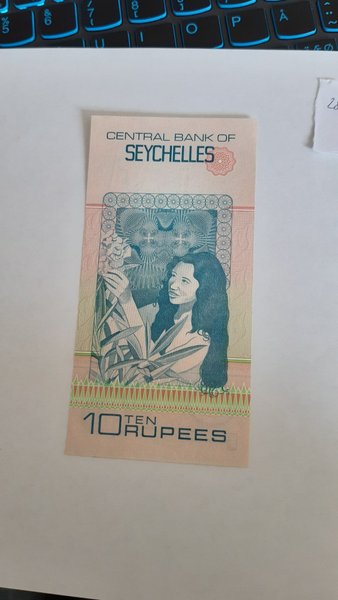 CENTRAL BANK OF
SEYCHELLES
10 TEN
RUPEES